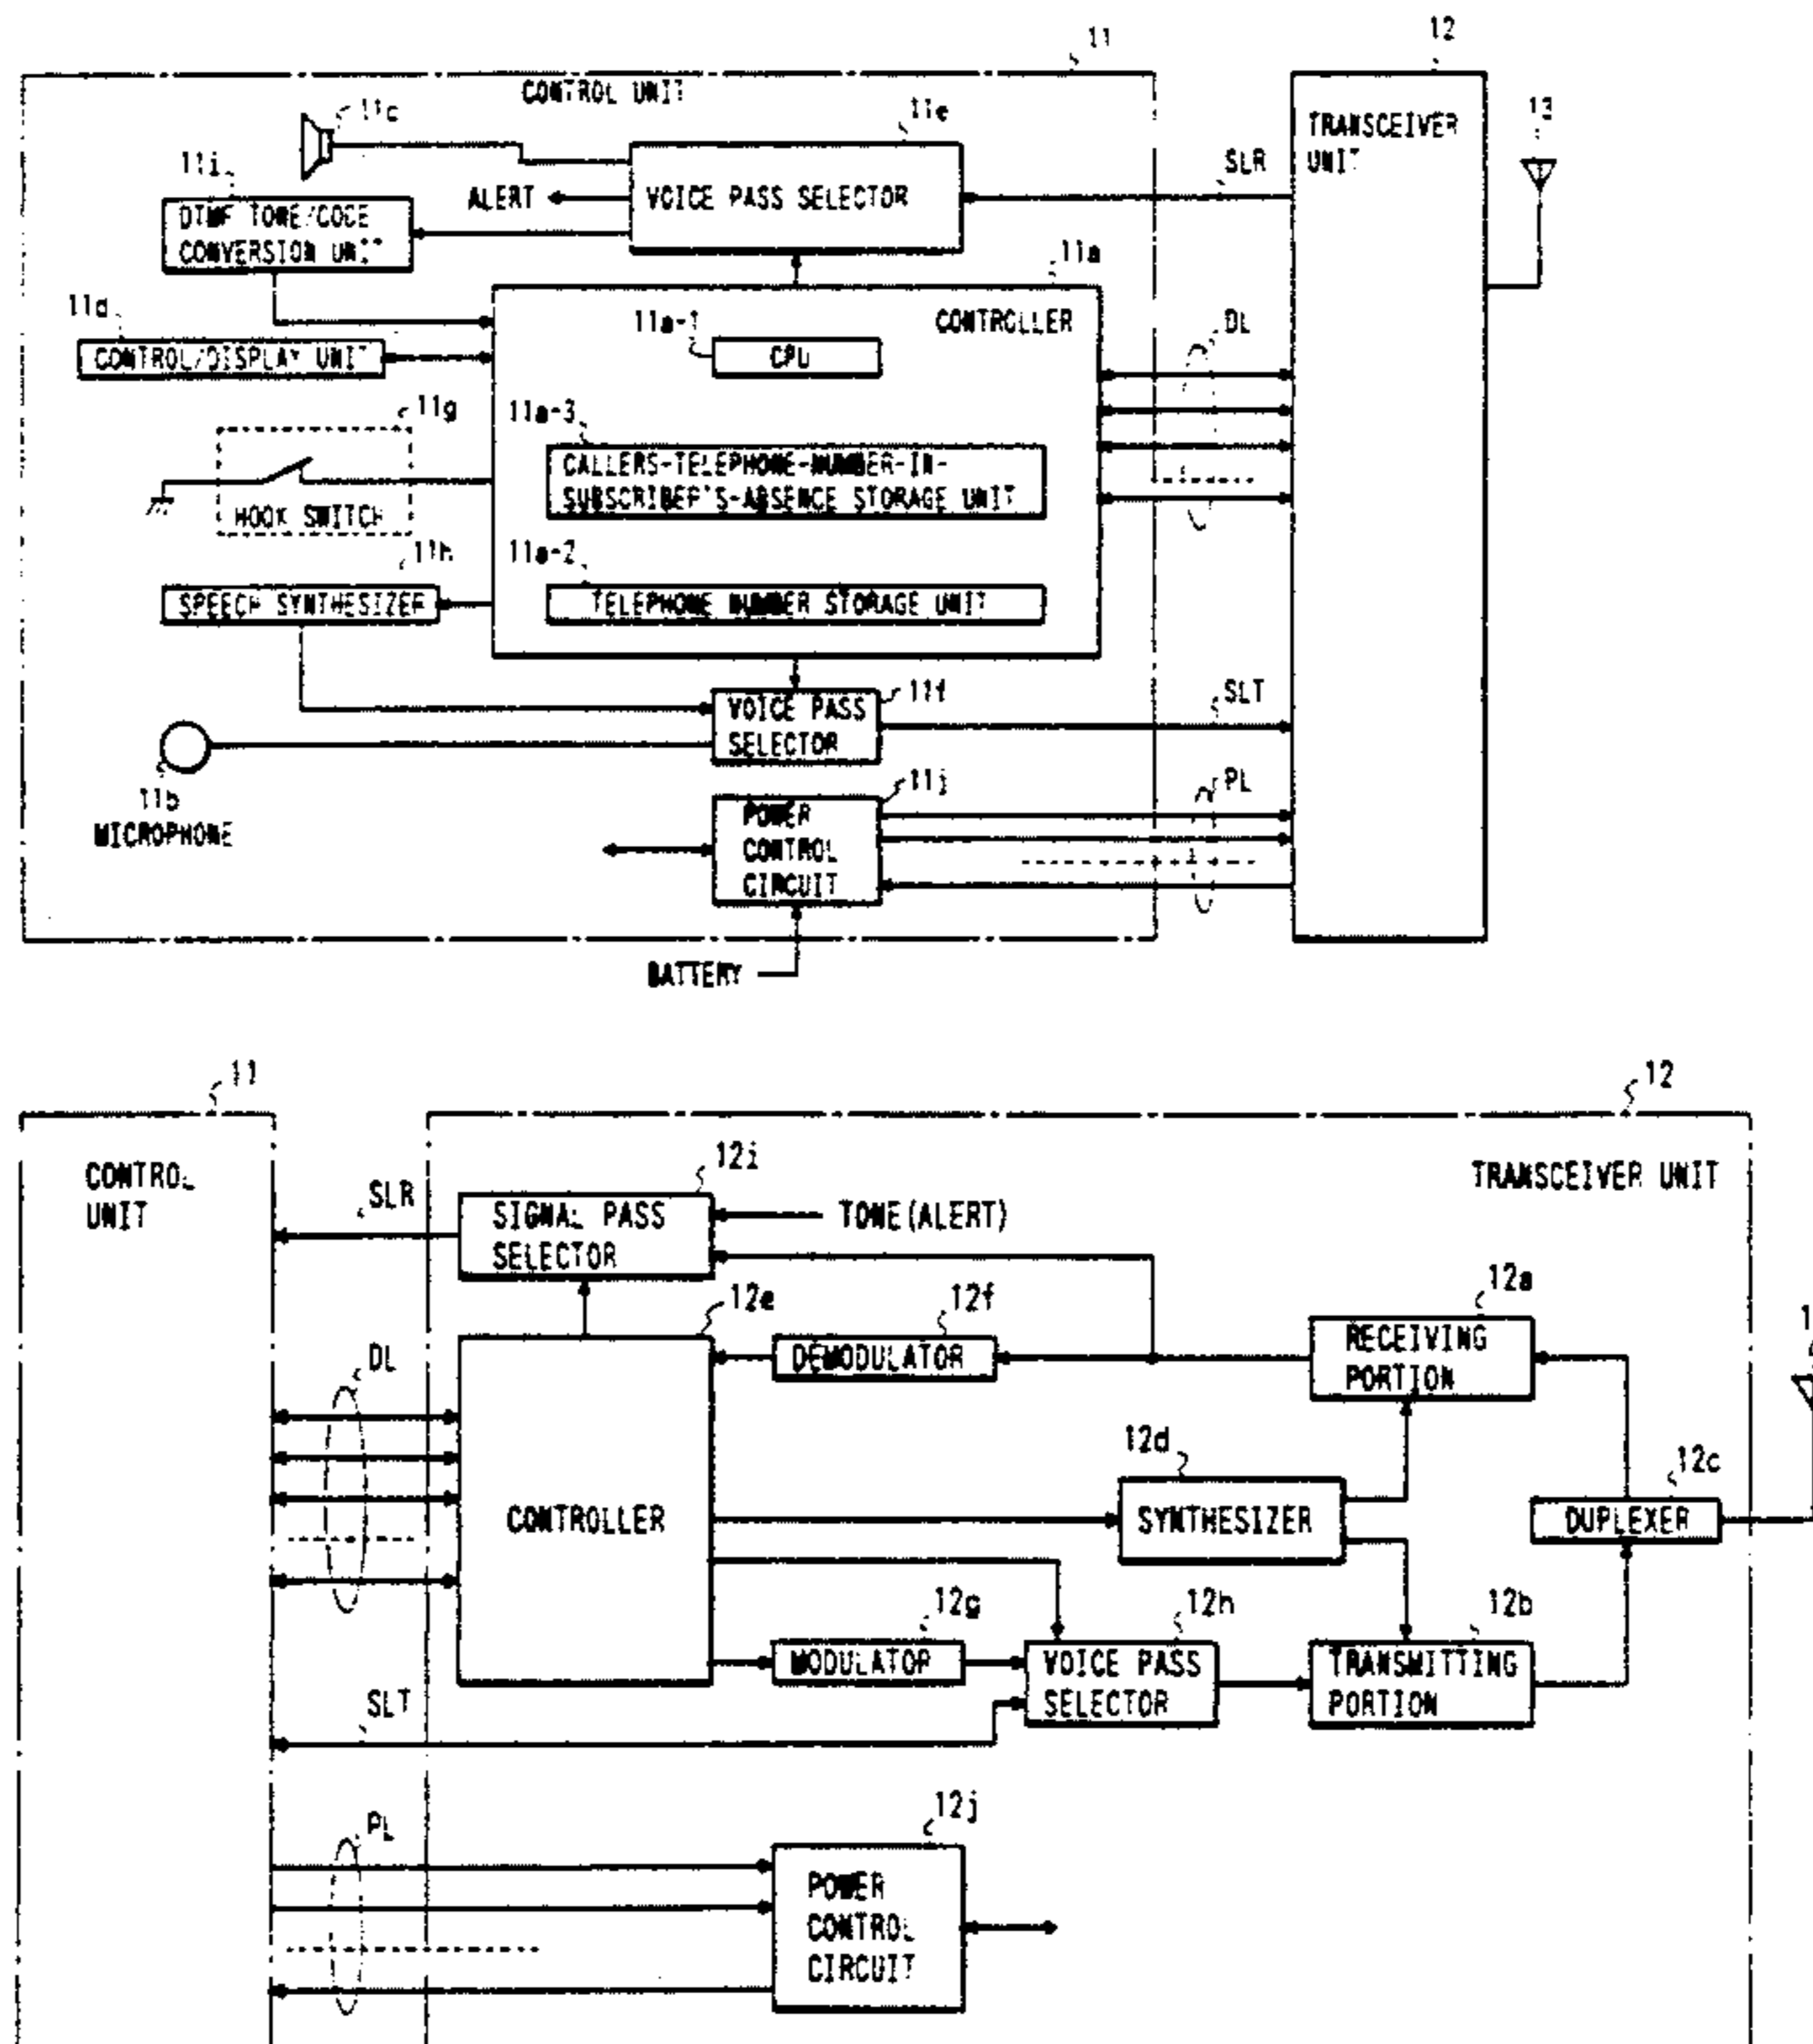 11
12
CONTROL UNIT
11c
11e
13
TRANSCEIVER
UNIT
11i
SLR
ALERT
VOICE PASS SELECTOR
DTMF TONE/CODE
CONVERSION UNIT
11a
11d
11a-1
CONTROLLER
DL
CONTROL/DISPLAY UNIT
CPU
11g
11a-3
CALLERS-TELEPHONE-NUMBER-IN-
SUBSCRIBER'S-ABSENCE STORAGE UNIT
HOOK SWITCH
11h
11a-2
SPEECH SYNTHESIZER
TELEPHONE NUMBER STORAGE UNIT
11f
SLT
VOICE PASS
SELECTOR
11b
MICROPHONE
11j
PL
POWER
CONTROL
CIRCUIT
BATTERY
11
12
CONTROL
UNIT
12i
TRANSCEIVER UNIT
SLR
SIGNAL PASS
SELECTOR
TONE(ALERT)
12e
12f
12a
DL
DEMODULATOR
RECEIVING
PORTION
12d
12c
CONTROLLER
SYNTHESIZER
DUPLEXER
12g
12h
12b
MODULATOR
VOICE PASS
SELECTOR
TRANSMITTING
PORTION
SLT
12j
PL
POWER
CONTROL
CIRCUIT